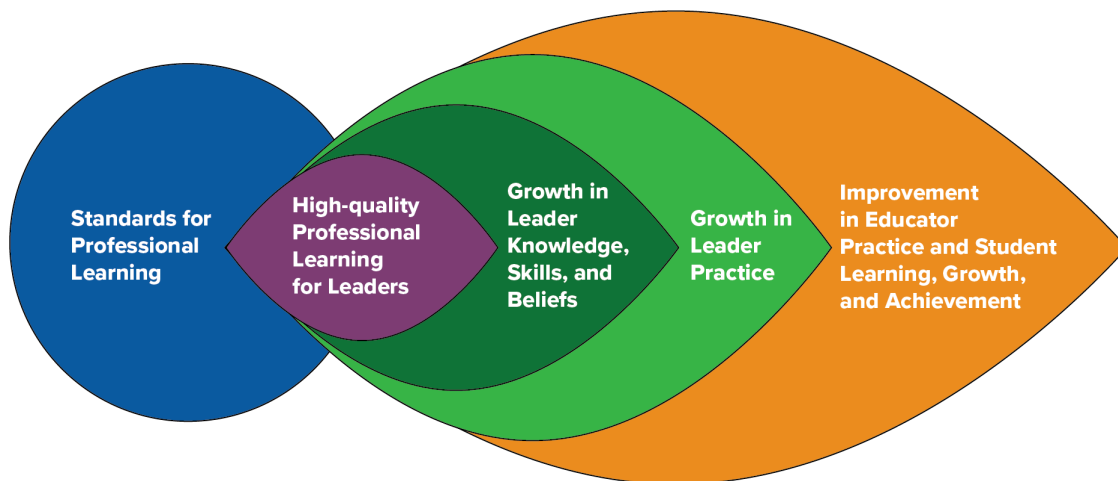 Standards for
Professional
Learning
High-quality
Professional
Learning
for Leaders
Growth in
Leader
Knowledge,
Skills, and
Beliefs
Growth in
Leader
Practice
Improvement
in Educator
Practice and Student
Learning, Growth,
and Achievement